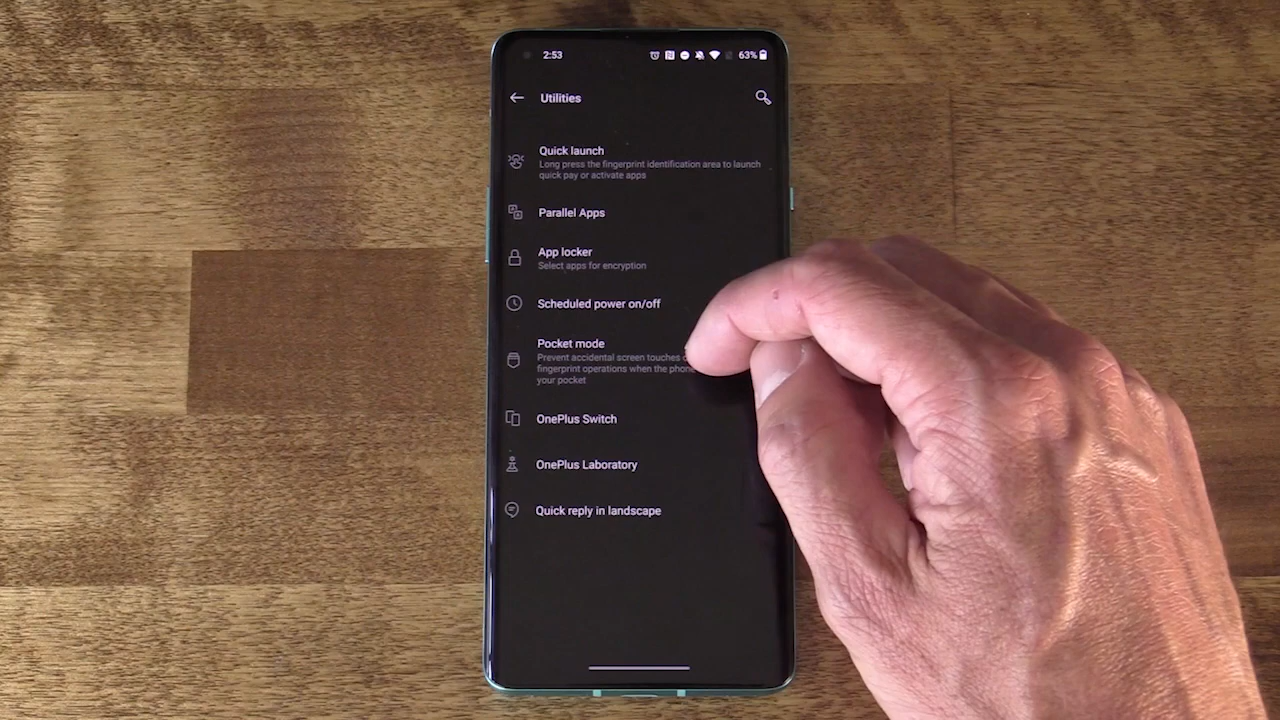 2:53 63%
Utilities
Quick launch
Long press the fingerprint identification area to launch
quick pay or activate apps
Parallel Apps
App locker
Select apps for encryption
Scheduled power on/off
Pocket mode
Prevent accidental screen touches
fingerprint operations when the phone
your pocket
OnePlus Switch
OnePlus Laboratory
Quick reply in landscape